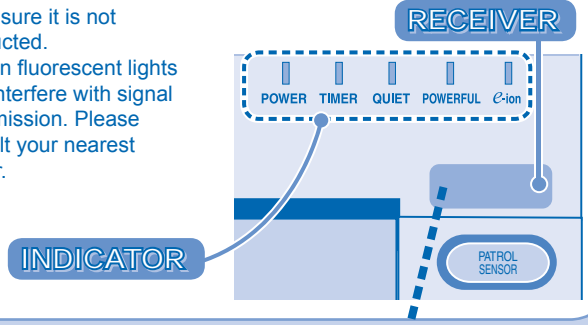 sure it is not
ucted.
n fluorescent lights
nterfere with signal
mission. Please
lt your nearest
r.
RECEIVER
POWER TIMER QUIET POWERFUL e-ion
INDICATOR
PATROL
SENSOR